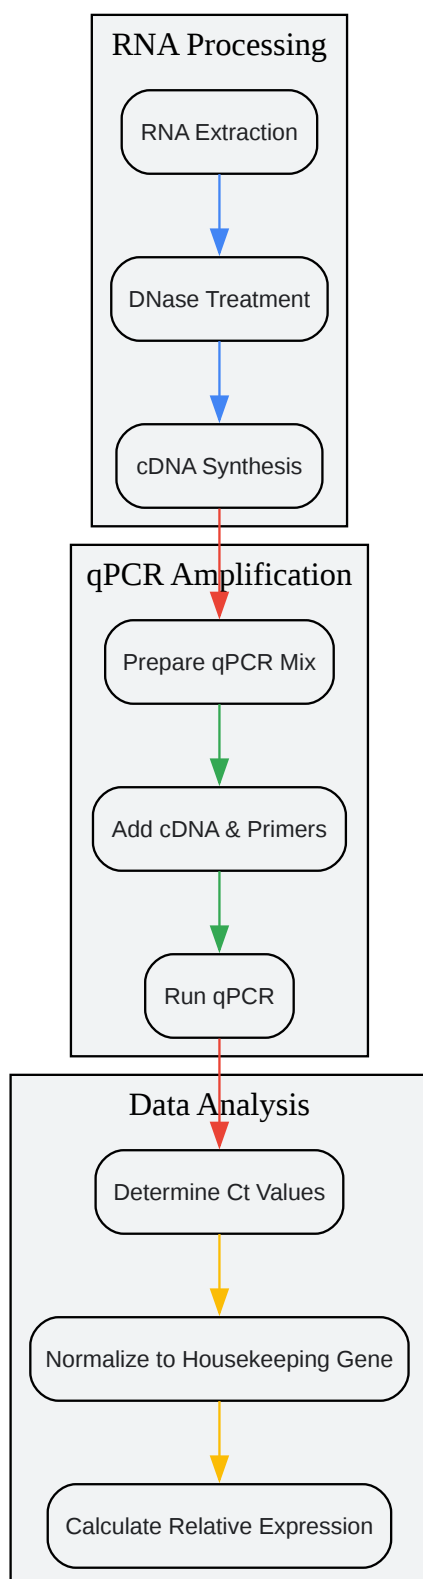 RNA Processing
RNA Extraction
DNase Treatment
cDNA Synthesis
qPCR Amplification
Prepare qPCR Mix
Add cDNA & Primers
Run qPCR
Data Analysis
Determine Ct Values
Normalize to Housekeeping Gene
Calculate Relative Expression